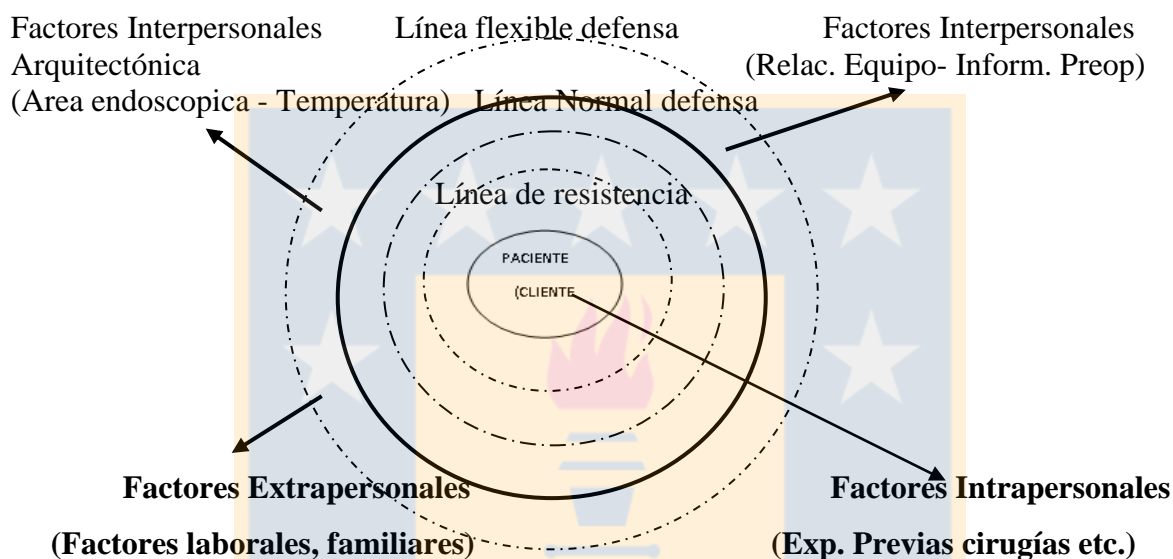 Factores Interpersonales
Arquitectónica
(Area endoscopica - Temperatura)
Línea flexible defensa
Línea Normal defensa
Factores Interpersonales
(Relac. Equipo- Inform. Preop)
Línea de resistencia
PACIENTE
(CLIENTE
Factores Extrapersonales
(Factores laborales, familiares)
Factores Intrapersonales
(Exp. Previas cirugías etc.)